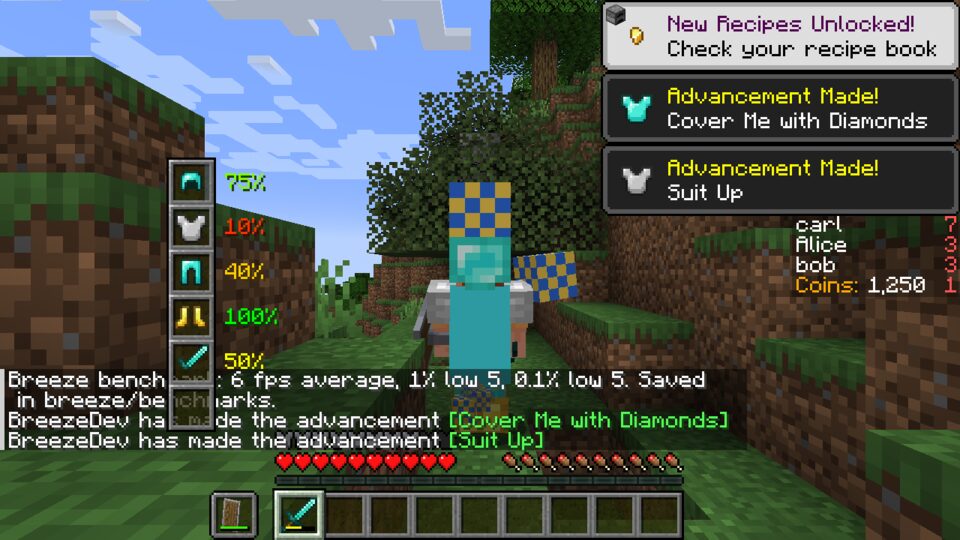 New Recipes Unlocked!
Check your recipe book
Advancement Made!
Cover Me with Diamonds
Advancement Made!
Suit Up
75%
10%
40%
100%
50%
carl 7
Alice 3
bob 3
Coins: 1,250 1
Breeze : 6 fps average, 1% low 5, 0.1% low 5. Saved
in breeze/benchmarks.
BreezeDev has made the advancement [Cover Me with Diamonds]
BreezeDev has made the advancement [Suit Up]